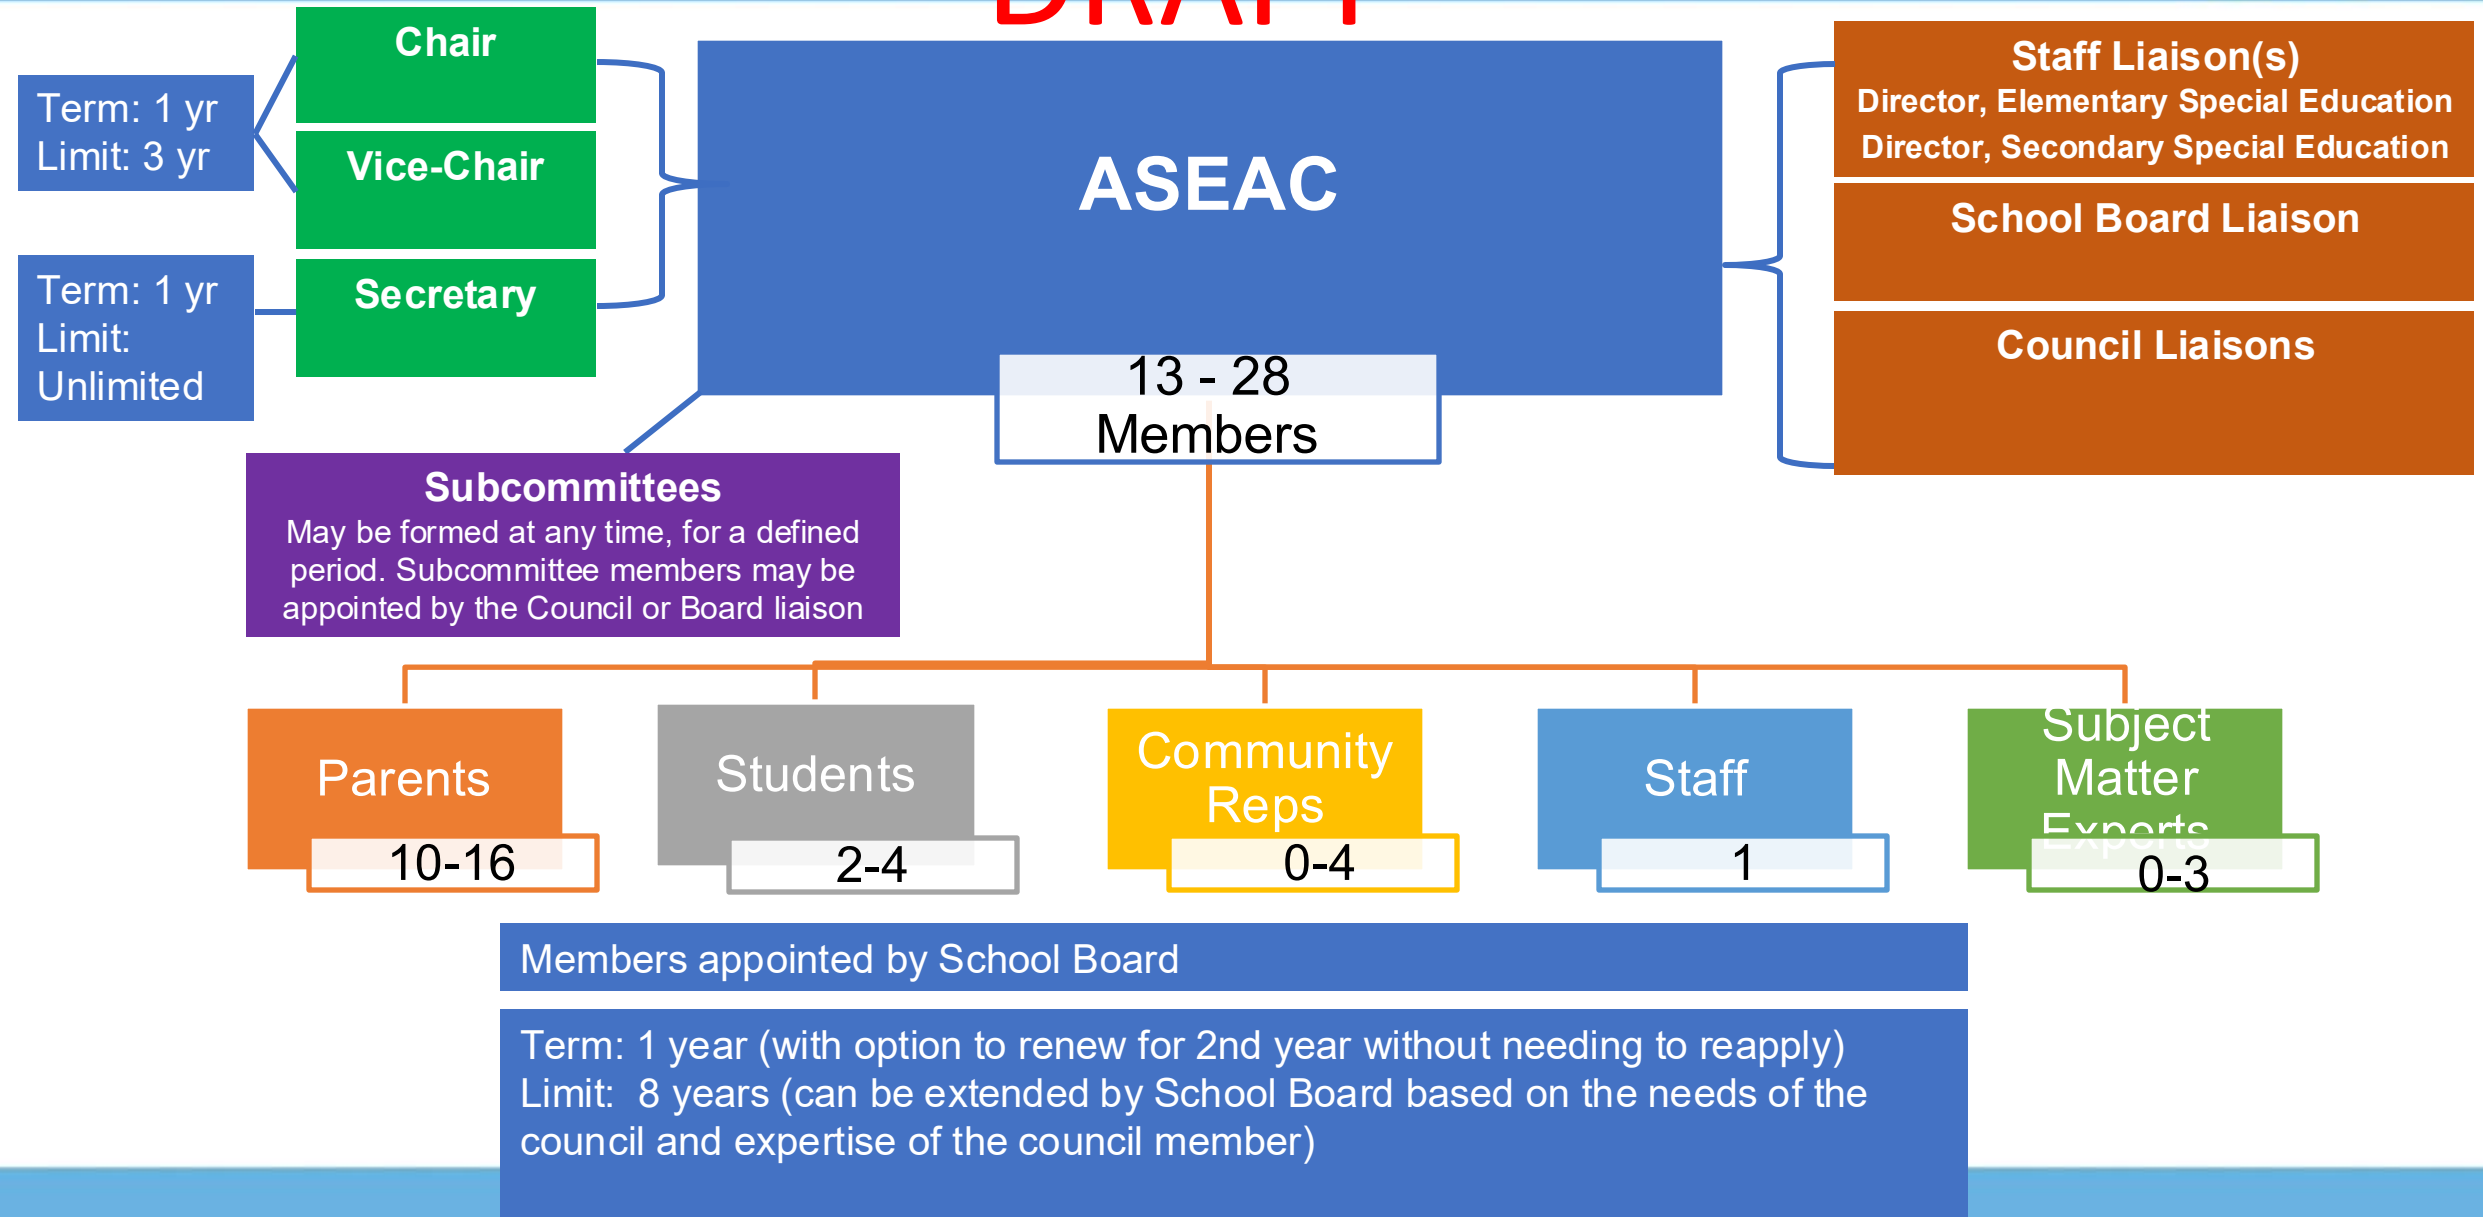 DRAFT
Chair
Term: 1 yr
Limit: 3 yr
Vice-Chair
Term: 1 yr
Limit:
Unlimited
Secretary
ASEAC
13 - 28
Members
Staff Liaison(s)
Director, Elementary Special Education
Director, Secondary Special Education
School Board Liaison
Council Liaisons
Subcommittees
May be formed at any time, for a defined
period. Subcommittee members may be
appointed by the Council or Board liaison
Parents
10-16
Students
2-4
Community
Reps
0-4
Staff
1
Subject
Matter
Experts
0-3
Members appointed by School Board
Term: 1 year (with option to renew for 2nd year without needing to reapply)
Limit:  8 years (can be extended by School Board based on the needs of the
council and expertise of the council member)